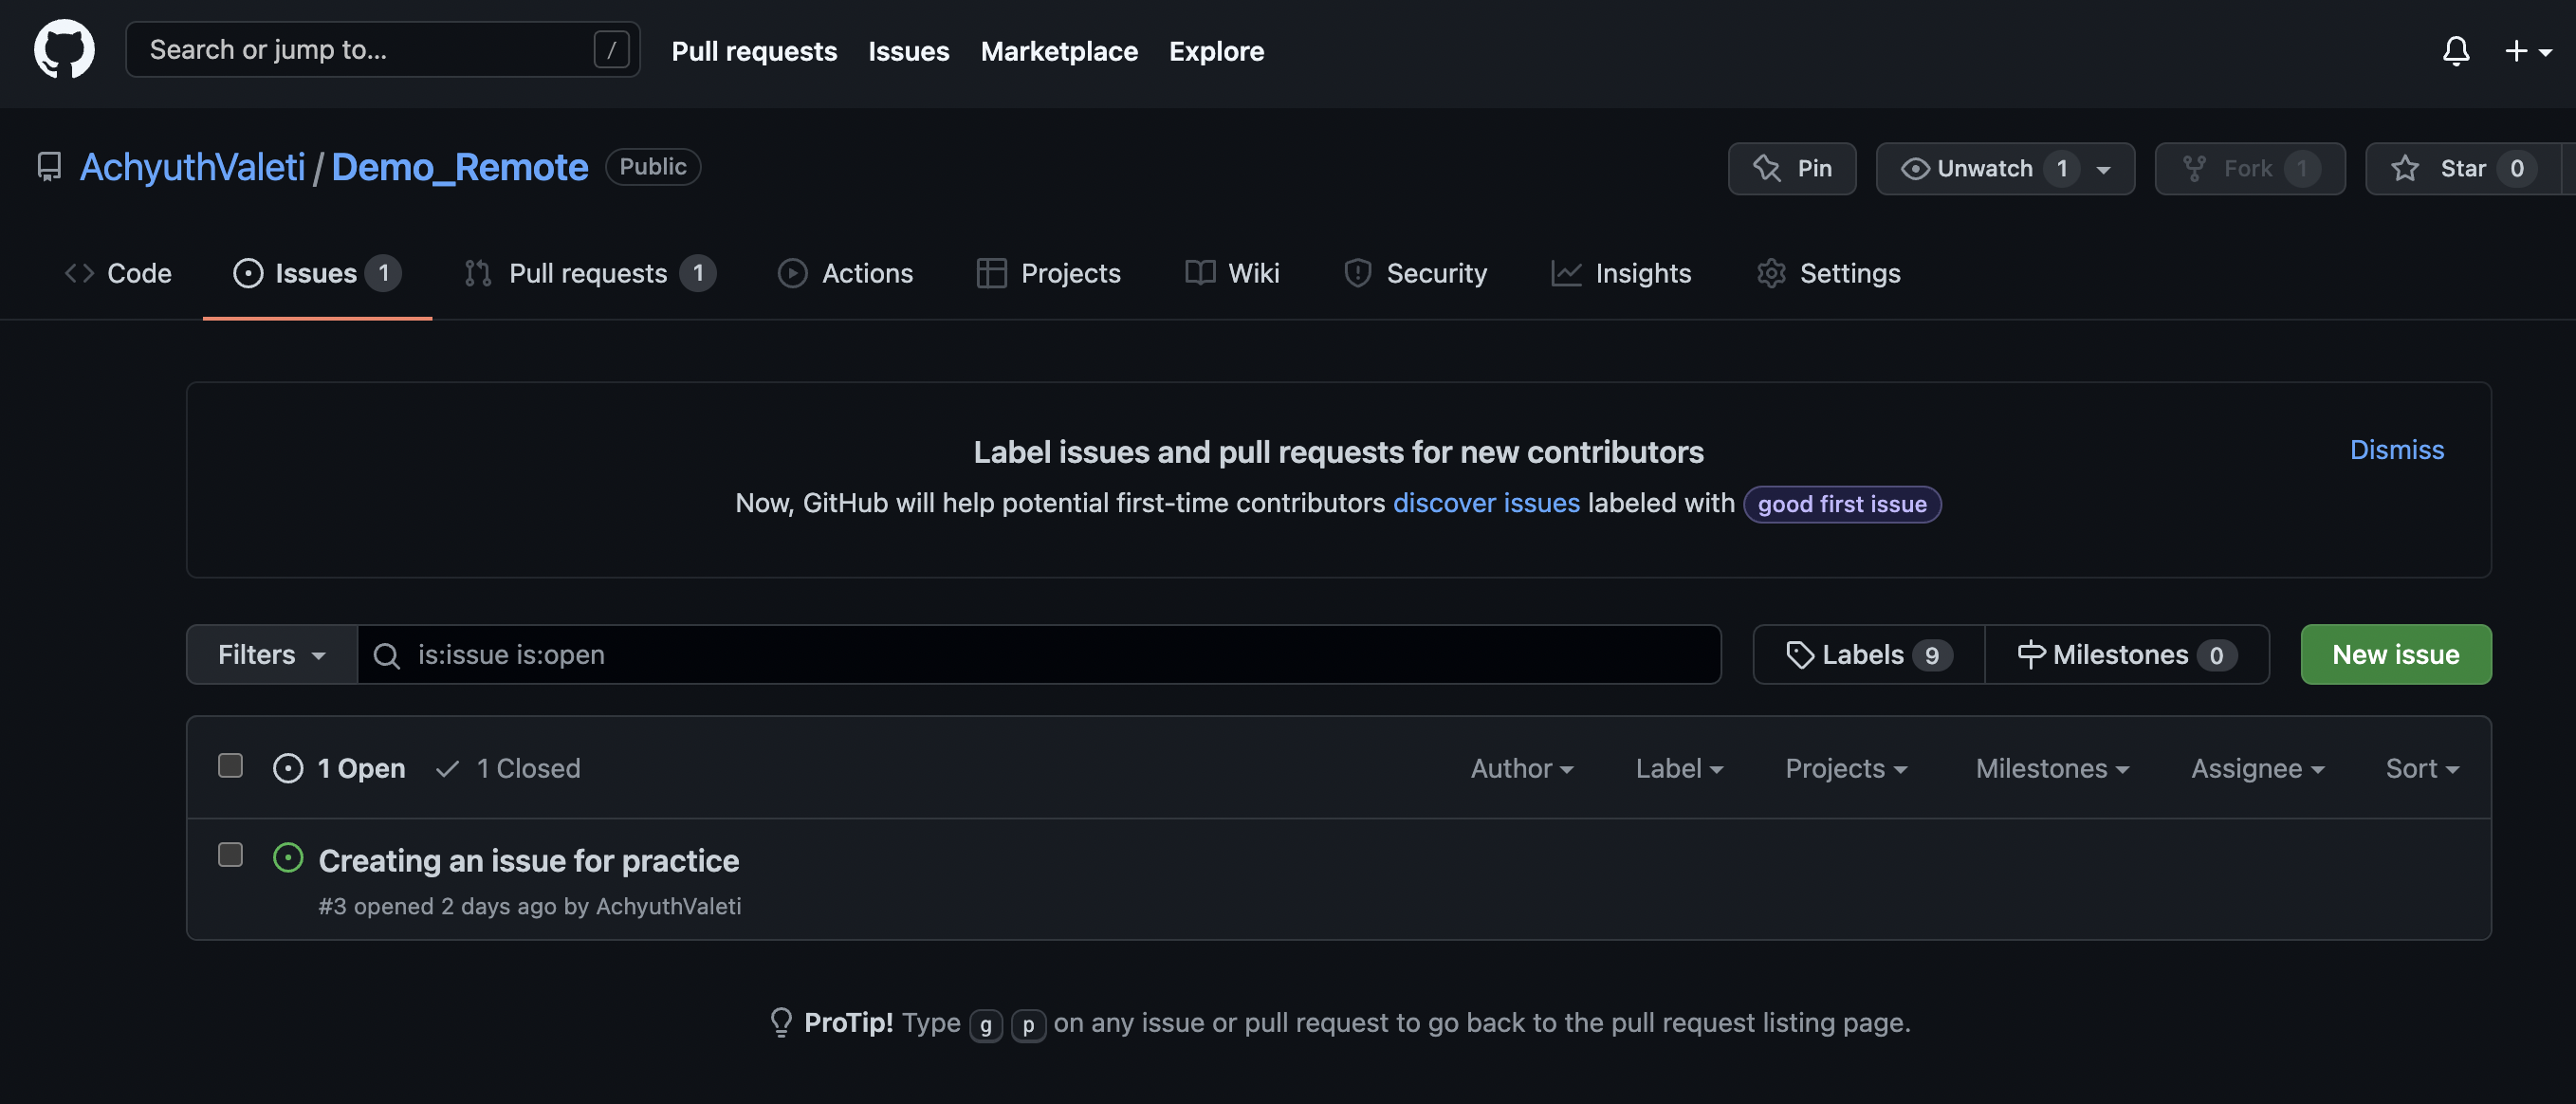 Search or jump to... / Pull requests Issues Marketplace Explore
AchyuthValeti / Demo_Remote Public Pin Unwatch 1 Fork 1 Star 0
Code Issues 1 Pull requests 1 Actions Projects Wiki Security Insights Settings
Label issues and pull requests for new contributors Dismiss
Now, GitHub will help potential first-time contributors discover issues labeled with good first issue
Filters is:issue is:open Labels 9 Milestones 0 New issue
1 Open 1 Closed Author Label Projects Milestones Assignee Sort
Creating an issue for practice
#3 opened 2 days ago by AchyuthValeti
ProTip! Type g p on any issue or pull request to go back to the pull request listing page.